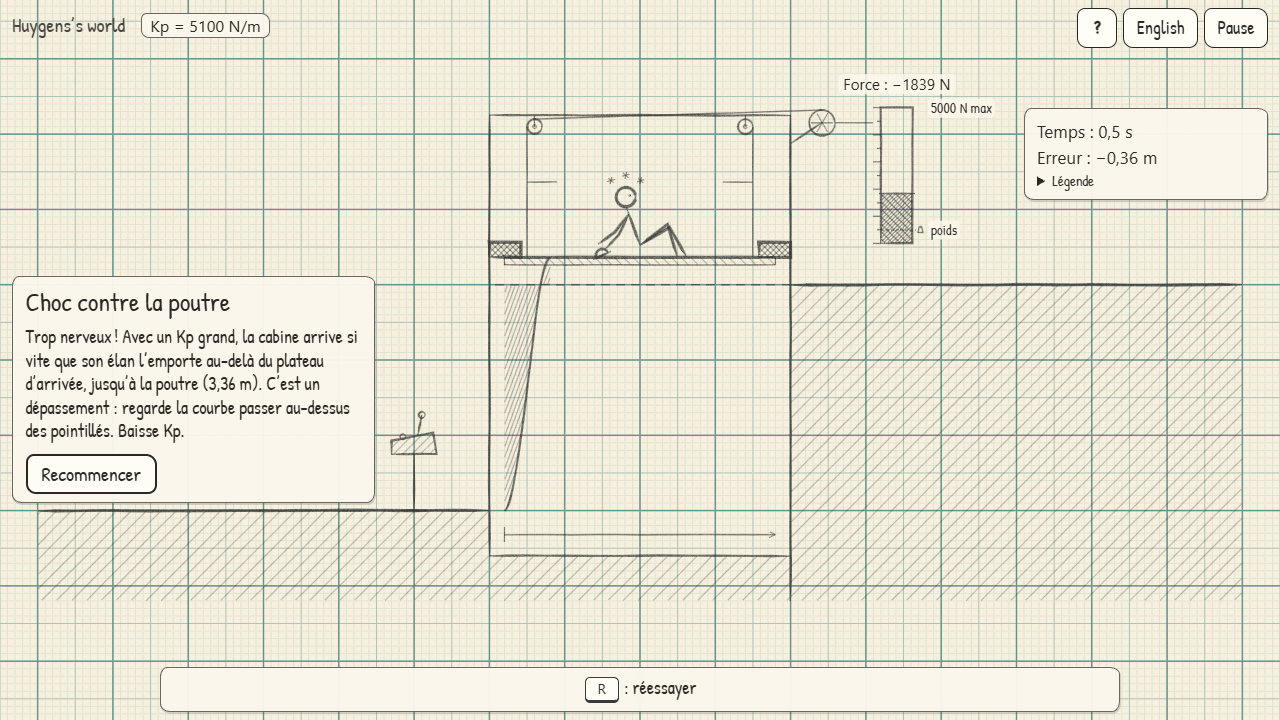 Huygens's world
Kp = 5100 N/m
?
English
Pause
Force : −1839 N
5000 N max
poids
Temps : 0,5 s
Erreur : −0,36 m
Légende
Choc contre la poutre
Trop nerveux ! Avec un Kp grand, la cabine arrive si
vite que son élan l'emporte au-delà du plateau
d'arrivée, jusqu'à la poutre (3,36 m). C'est un
dépassement : regarde la courbe passer au-dessus
des pointillés. Baisse Kp.
Recommencer
R : réessayer